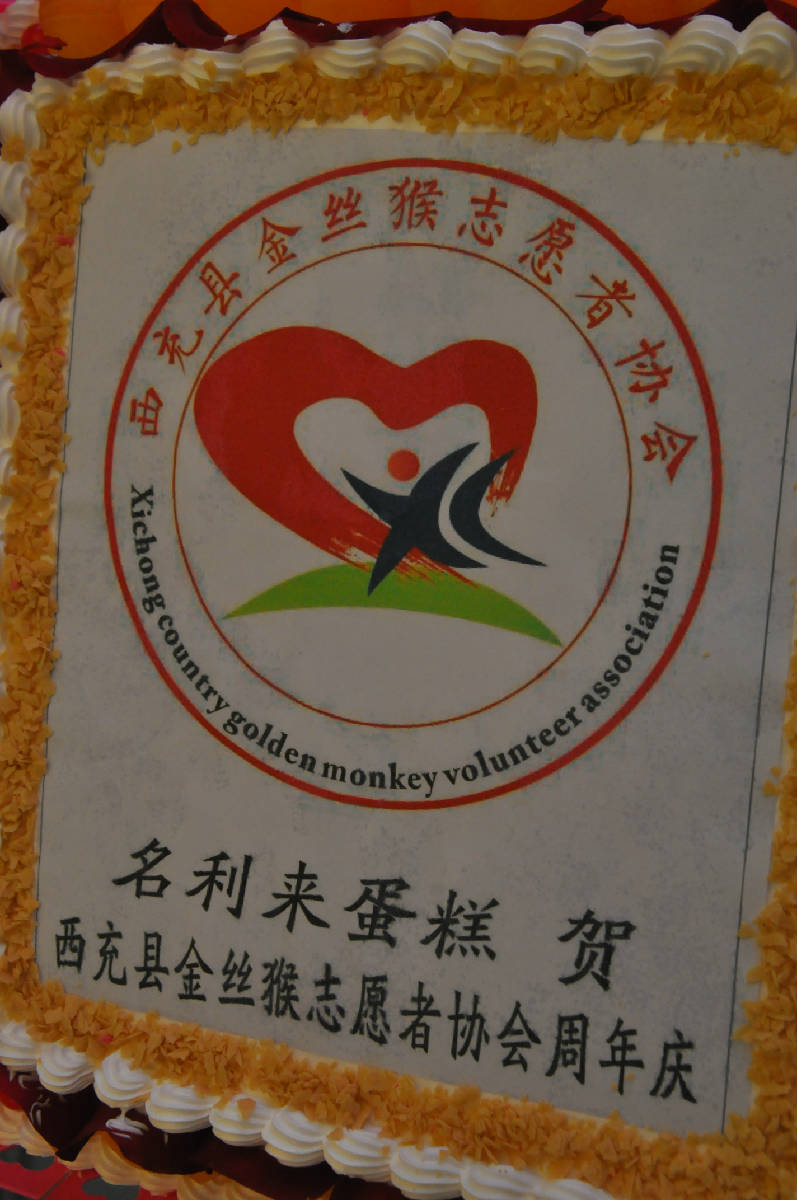 西充县金丝猴志愿者协会
Xichong country golden monkey volunteer association
名利来蛋糕 贺
西充县金丝猴志愿者协会周年庆